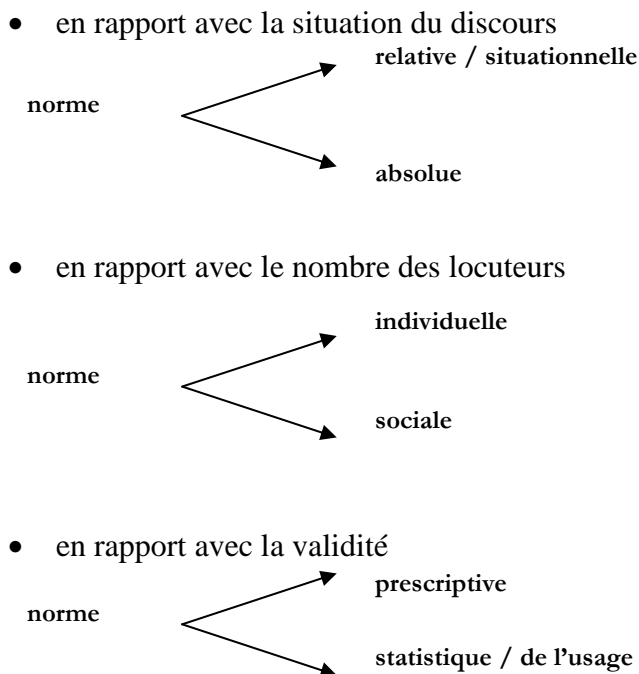 • en rapport avec la situation du discours
relative / situationnelle
norme
absolue
• en rapport avec le nombre des locuteurs
individuelle
norme
sociale
• en rapport avec la validité
prescriptive
norme
statistique / de l’usage